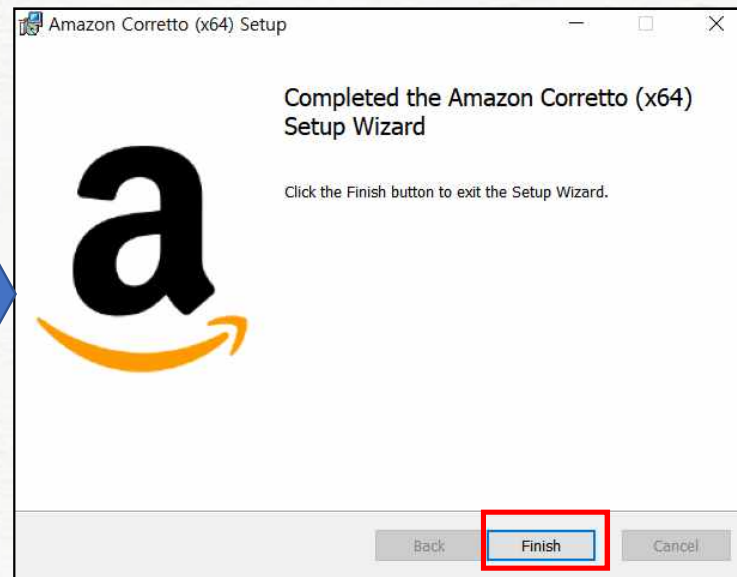 Amazon Corretto (x64) Setup
Completed the Amazon Corretto (x64)
Setup Wizard
Click the Finish button to exit the Setup Wizard.
a
Back Finish Cancel